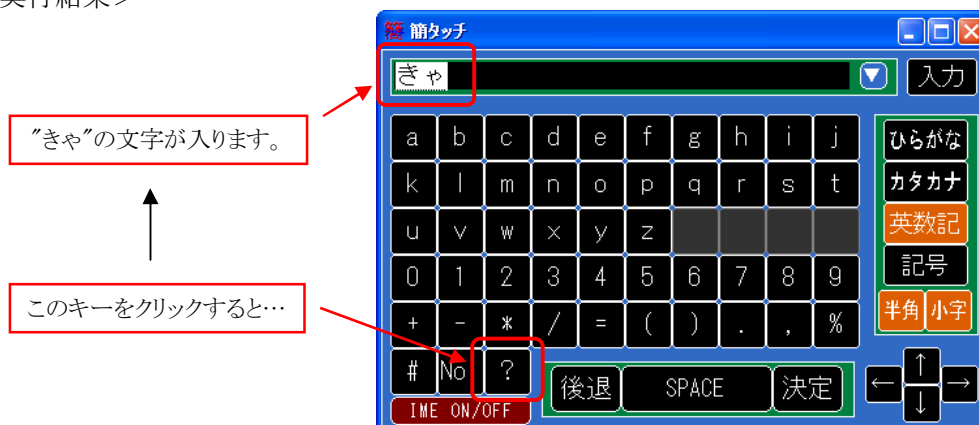 実行結果＞
簡 簡タッチ
きゃ 入力
"きゃ"の文字が入ります。
a b c d e f g h i j ひらがな
k l m n o p q r s t カタカナ
u v w x y z 英数記
0 1 2 3 4 5 6 7 8 9 記号
このキーをクリックすると…
+ - * / = ( ) . , % 半角 小字
# No ? 後退 SPACE 決定 ← ↑ ↓ →
IME ON/OFF